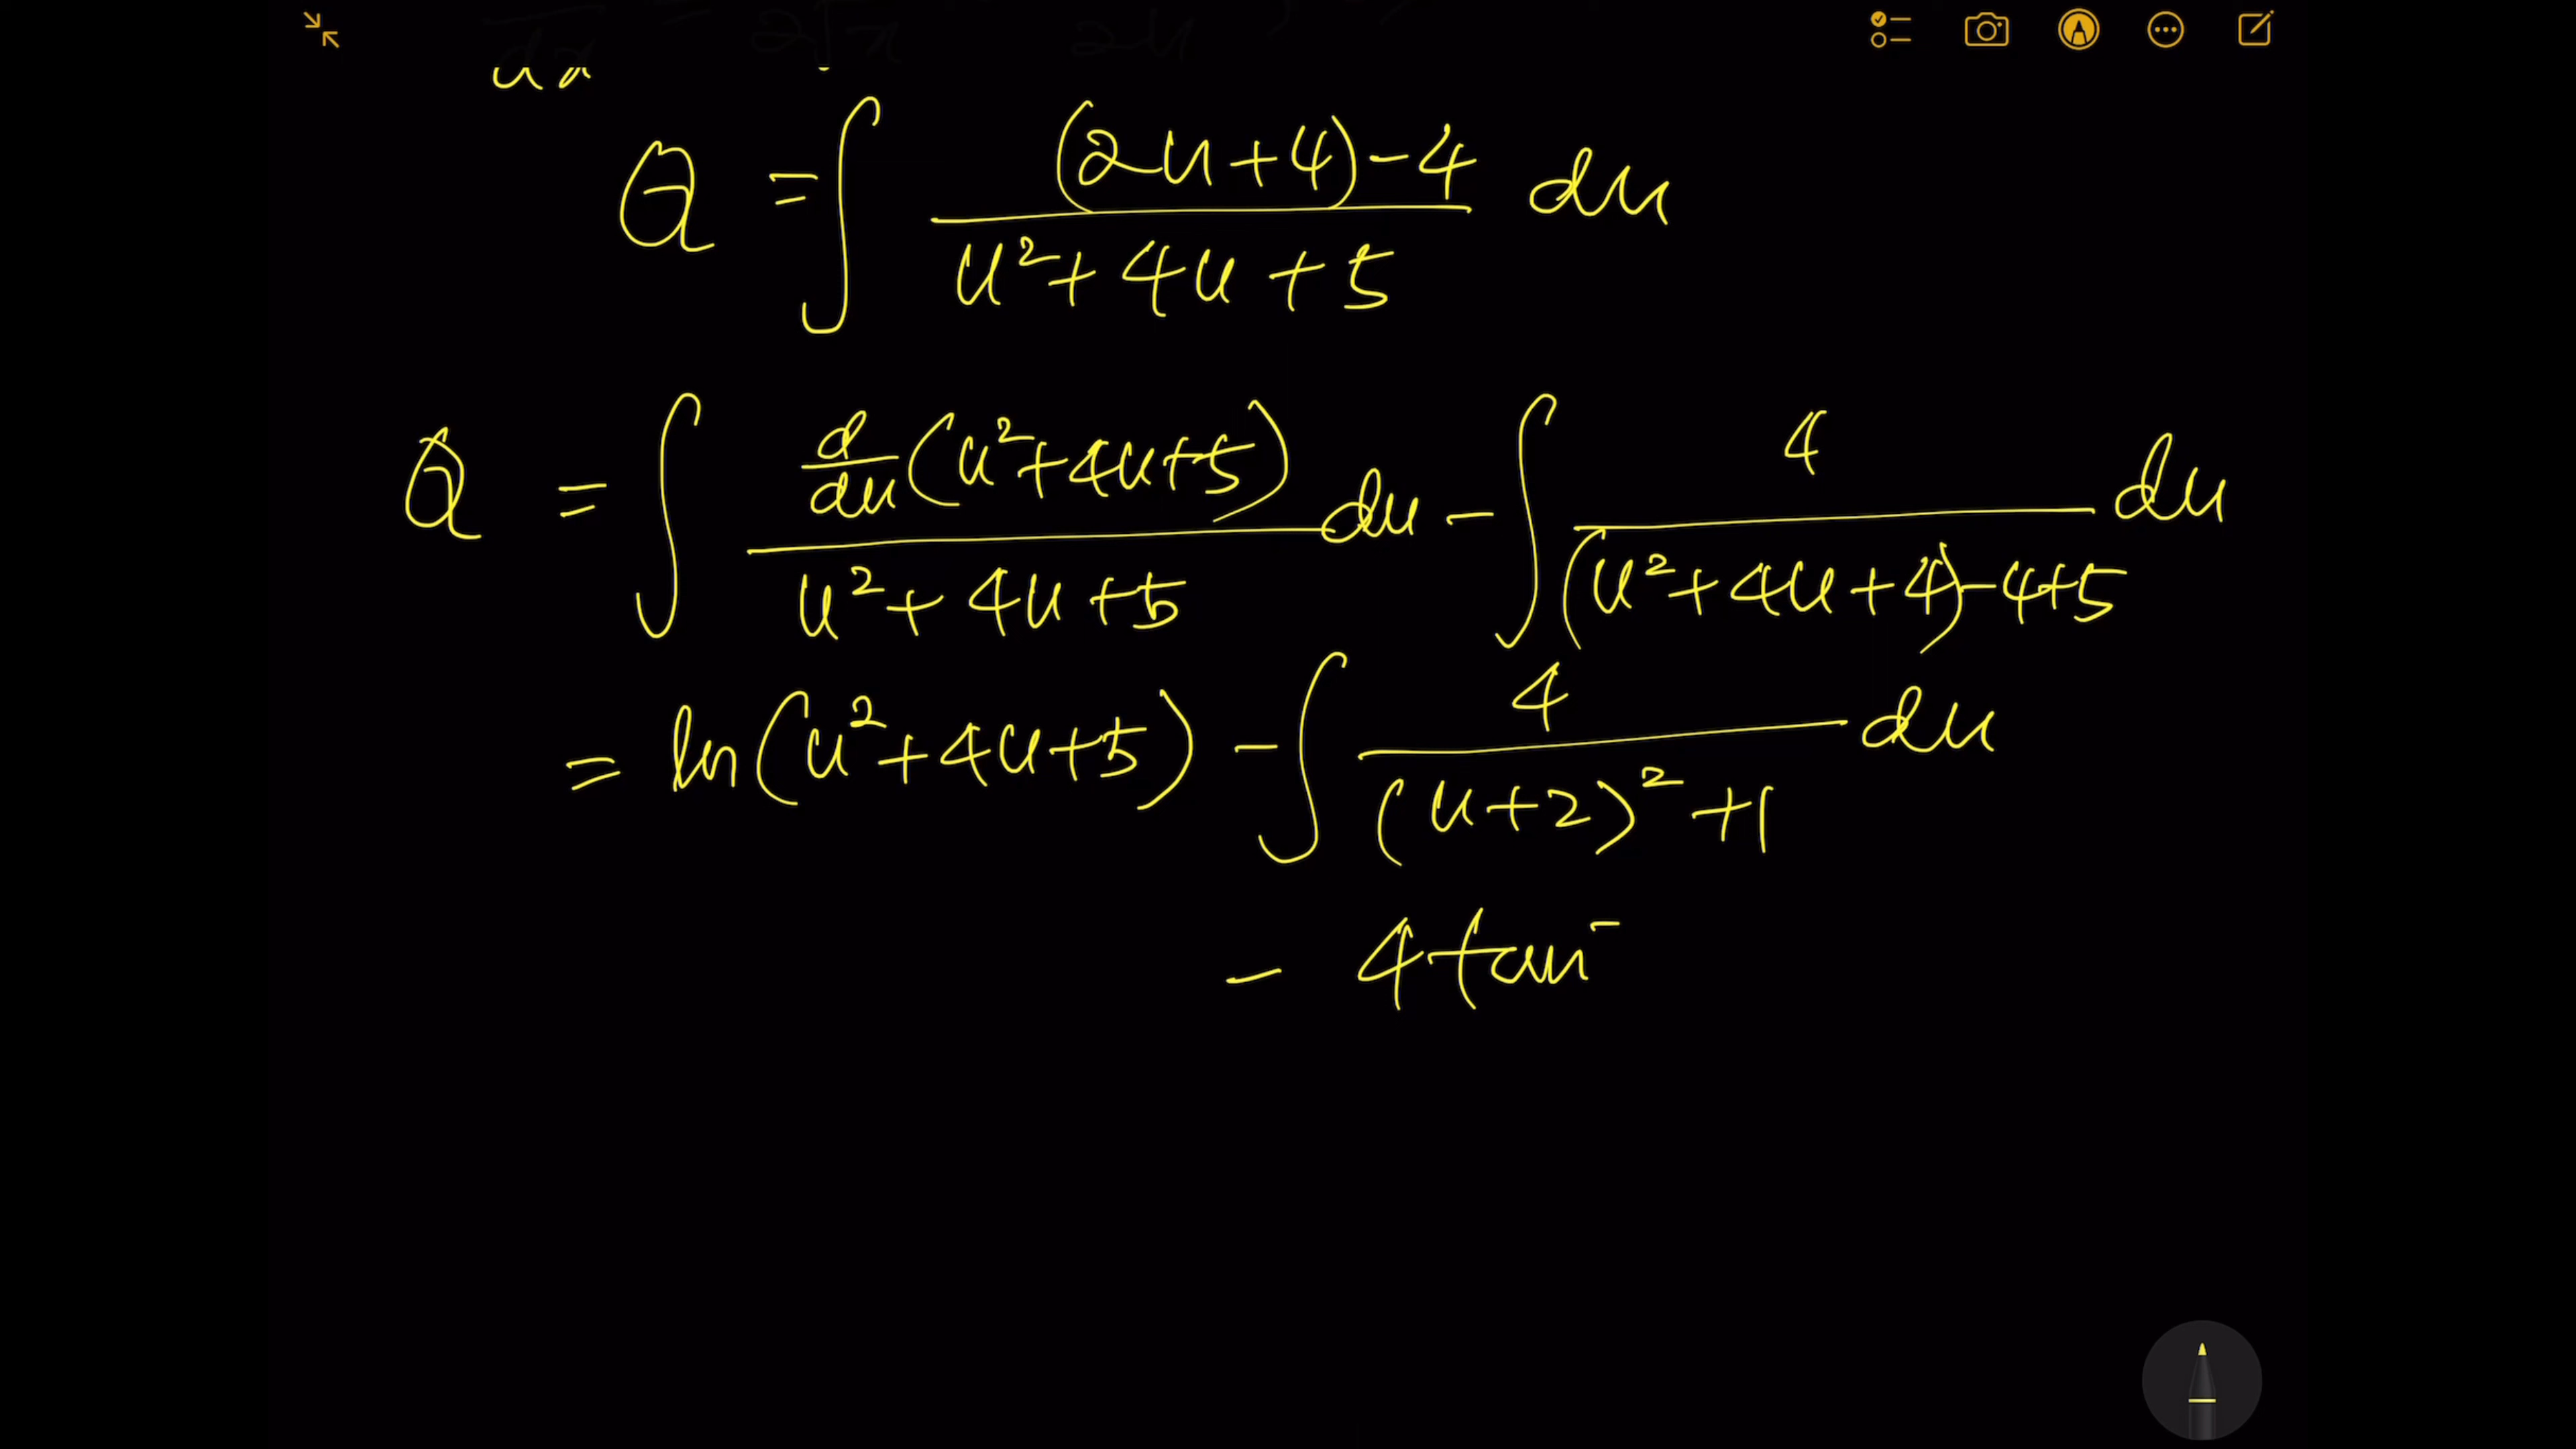 Q = ∫ (2u+4)-4 / u²+4u+5 du
Q = ∫ d/du (u²+4u+5) / u²+4u+5 du - ∫ 4 / (u²+4u+4)-4+5 du
= ln(u²+4u+5) - ∫ 4 / (u+2)²+1 du
- 4tan⁻